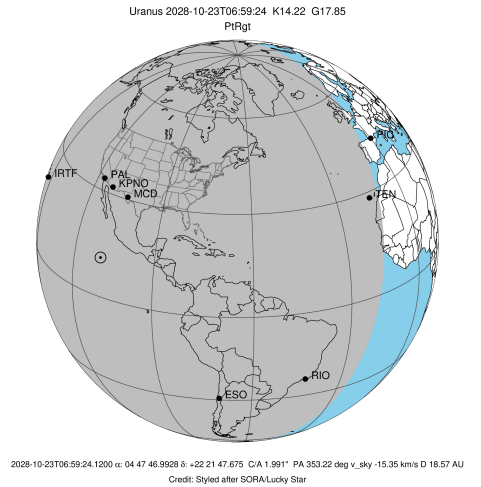 Uranus 2028-10-23T06:59:24 K14.22 G17.85
PtRgt
PIC
IRTF
PAL
KPNO
MCD
TEN
RIO
ESO
2028-10-23T06:59:24.1200 α: 04 47 46.9928 δ: +22 21 47.675 C/A 1.991" PA 353.22 deg v_sky -15.35 km/s D 18.57 AU
Credit: Styled after SORA/Lucky Star